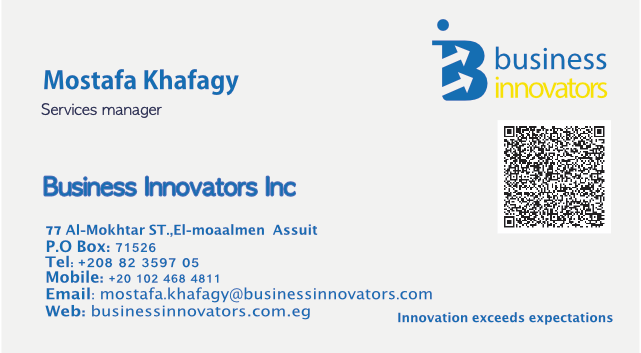 Mostafa Khafagy
Services manager
business
innovators
Business Innovators Inc
77 Al-Mokhtar ST.,El-moaalmen Assuit
P.O Box: 71526
Tel: +208 82 3597 05
Mobile: +20 102 468 4811
Email: mostafa.khafagy@businessinnovators.com
Web: businessinnovators.com.eg
Innovation exceeds expectations